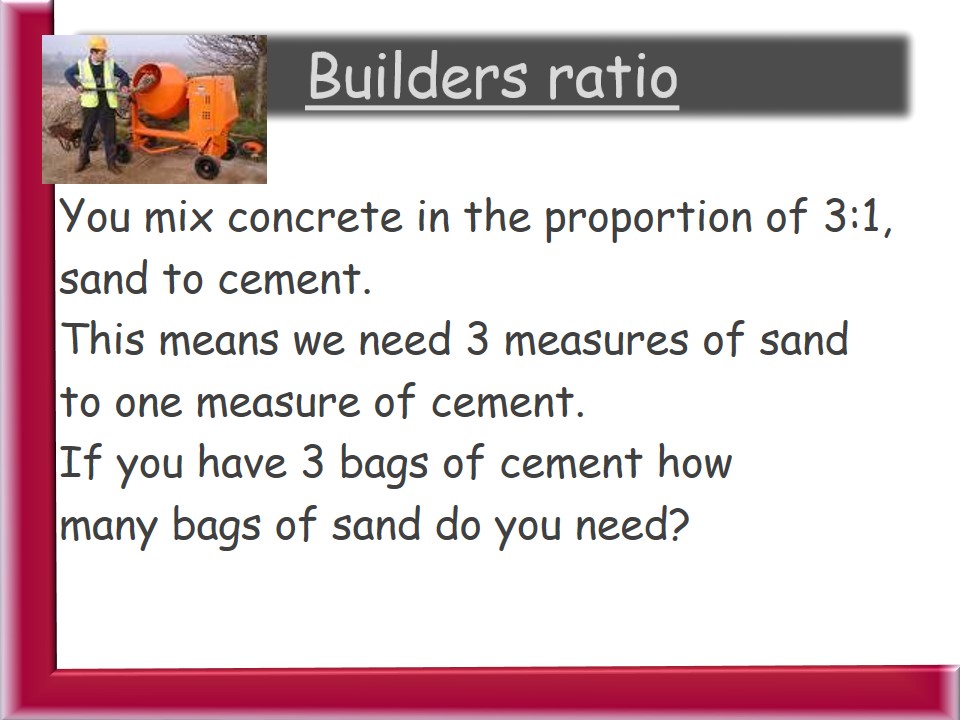 Builders ratio
You mix concrete in the proportion of 3:1,
sand to cement.
This means we need 3 measures of sand
to one measure of cement.
If you have 3 bags of cement how
many bags of sand do you need?